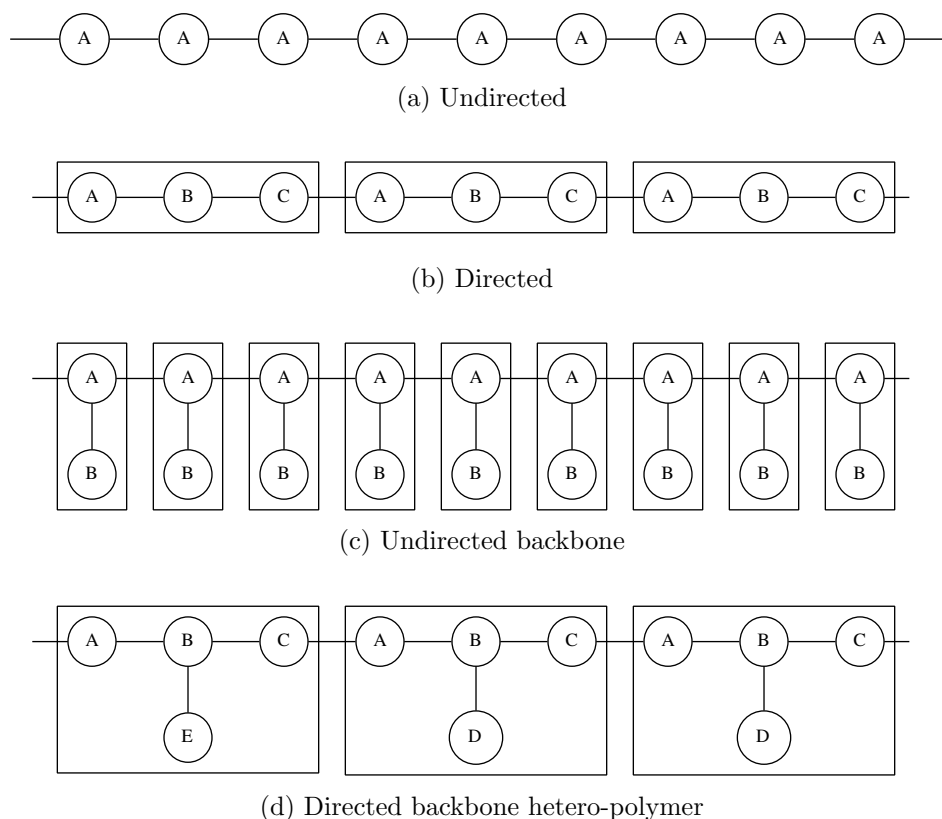 A A A A A A A A A
(a) Undirected
A B C A B C A B C
(b) Directed
A A A A A A A A A
B B B B B B B B B
(c) Undirected backbone
A B C A B C A B C
E D D
(d) Directed backbone hetero-polymer